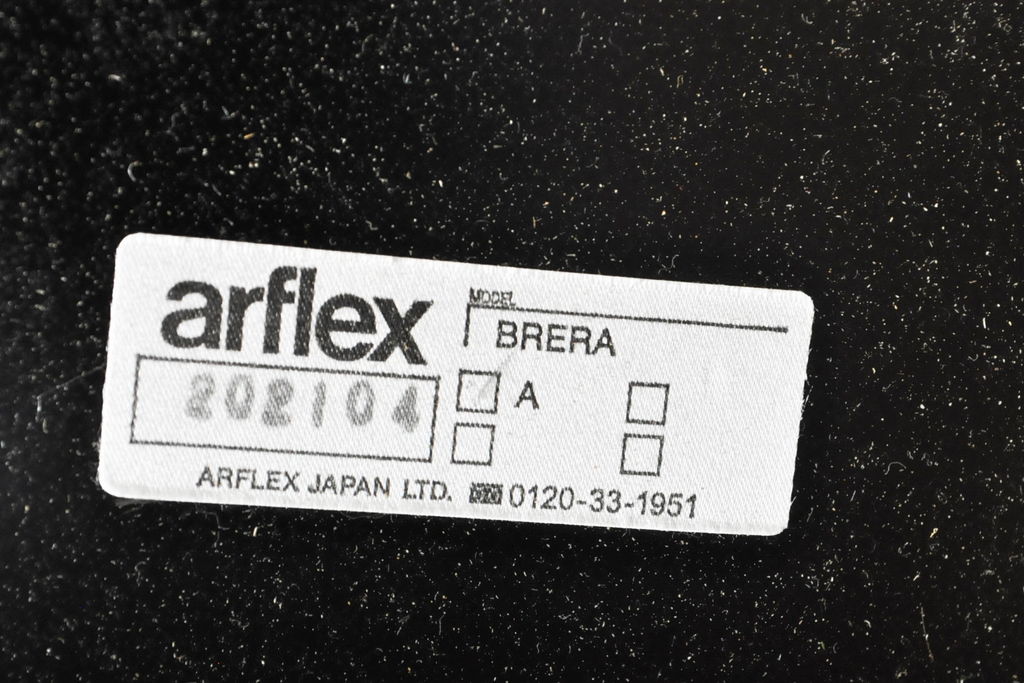 arflex
MODEL
BRERA
202104
A
ARFLEX JAPAN LTD. 0120-33-1951